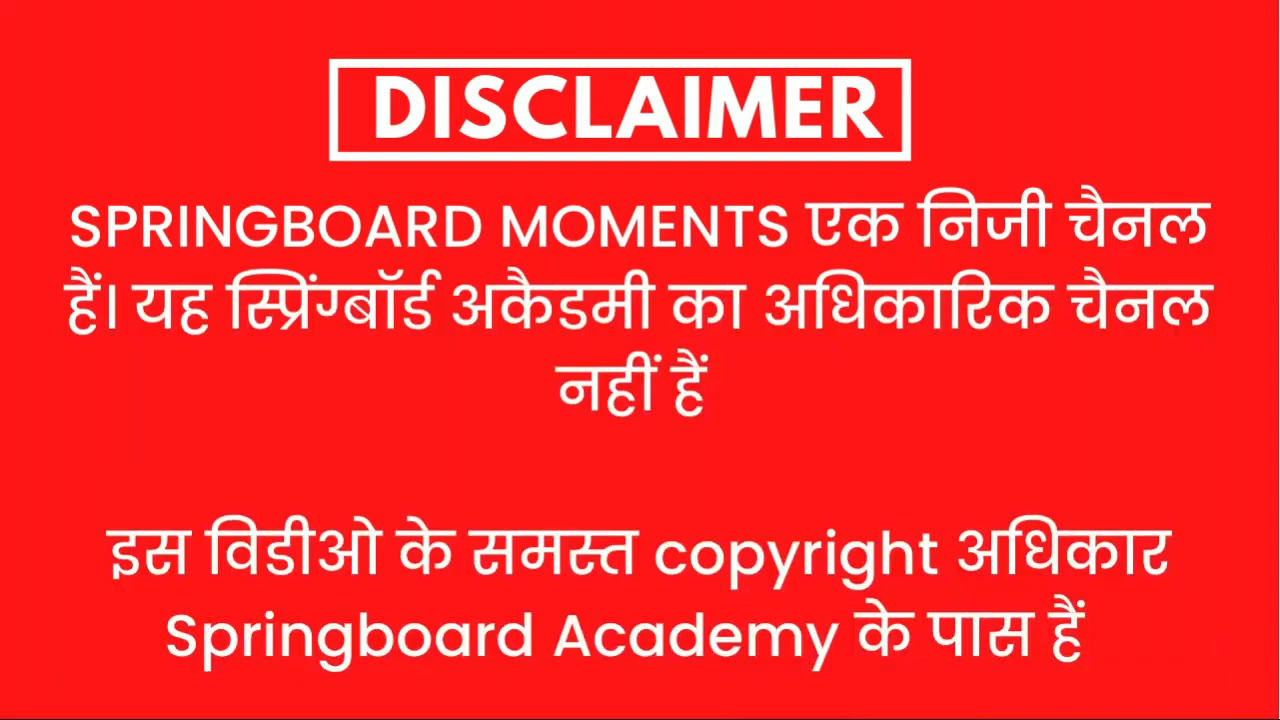 DISCLAIMER
SPRINGBOARD MOMENTS एक निजी चैनल
हैं। यह स्प्रिंग्बॉर्ड अकैडमी का अधिकारिक चैनल
नहीं हैं
इस विडीओ के समस्त copyright अधिकार
Springboard Academy के पास हैं